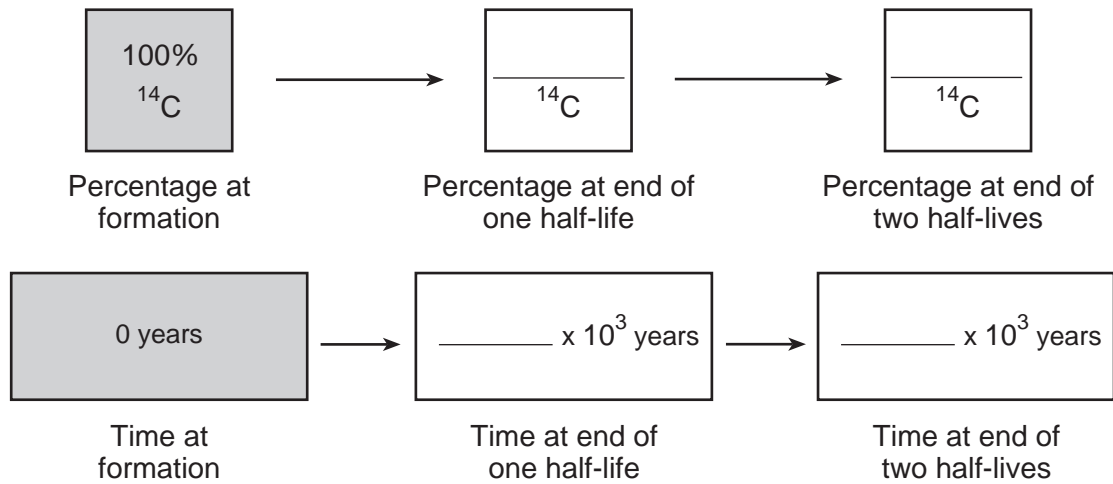 100%
¹⁴C
¹⁴C
¹⁴C
Percentage at
formation
Percentage at end of
one half-life
Percentage at end of
two half-lives
0 years
x 10³ years
x 10³ years
Time at
formation
Time at end of
one half-life
Time at end of
two half-lives